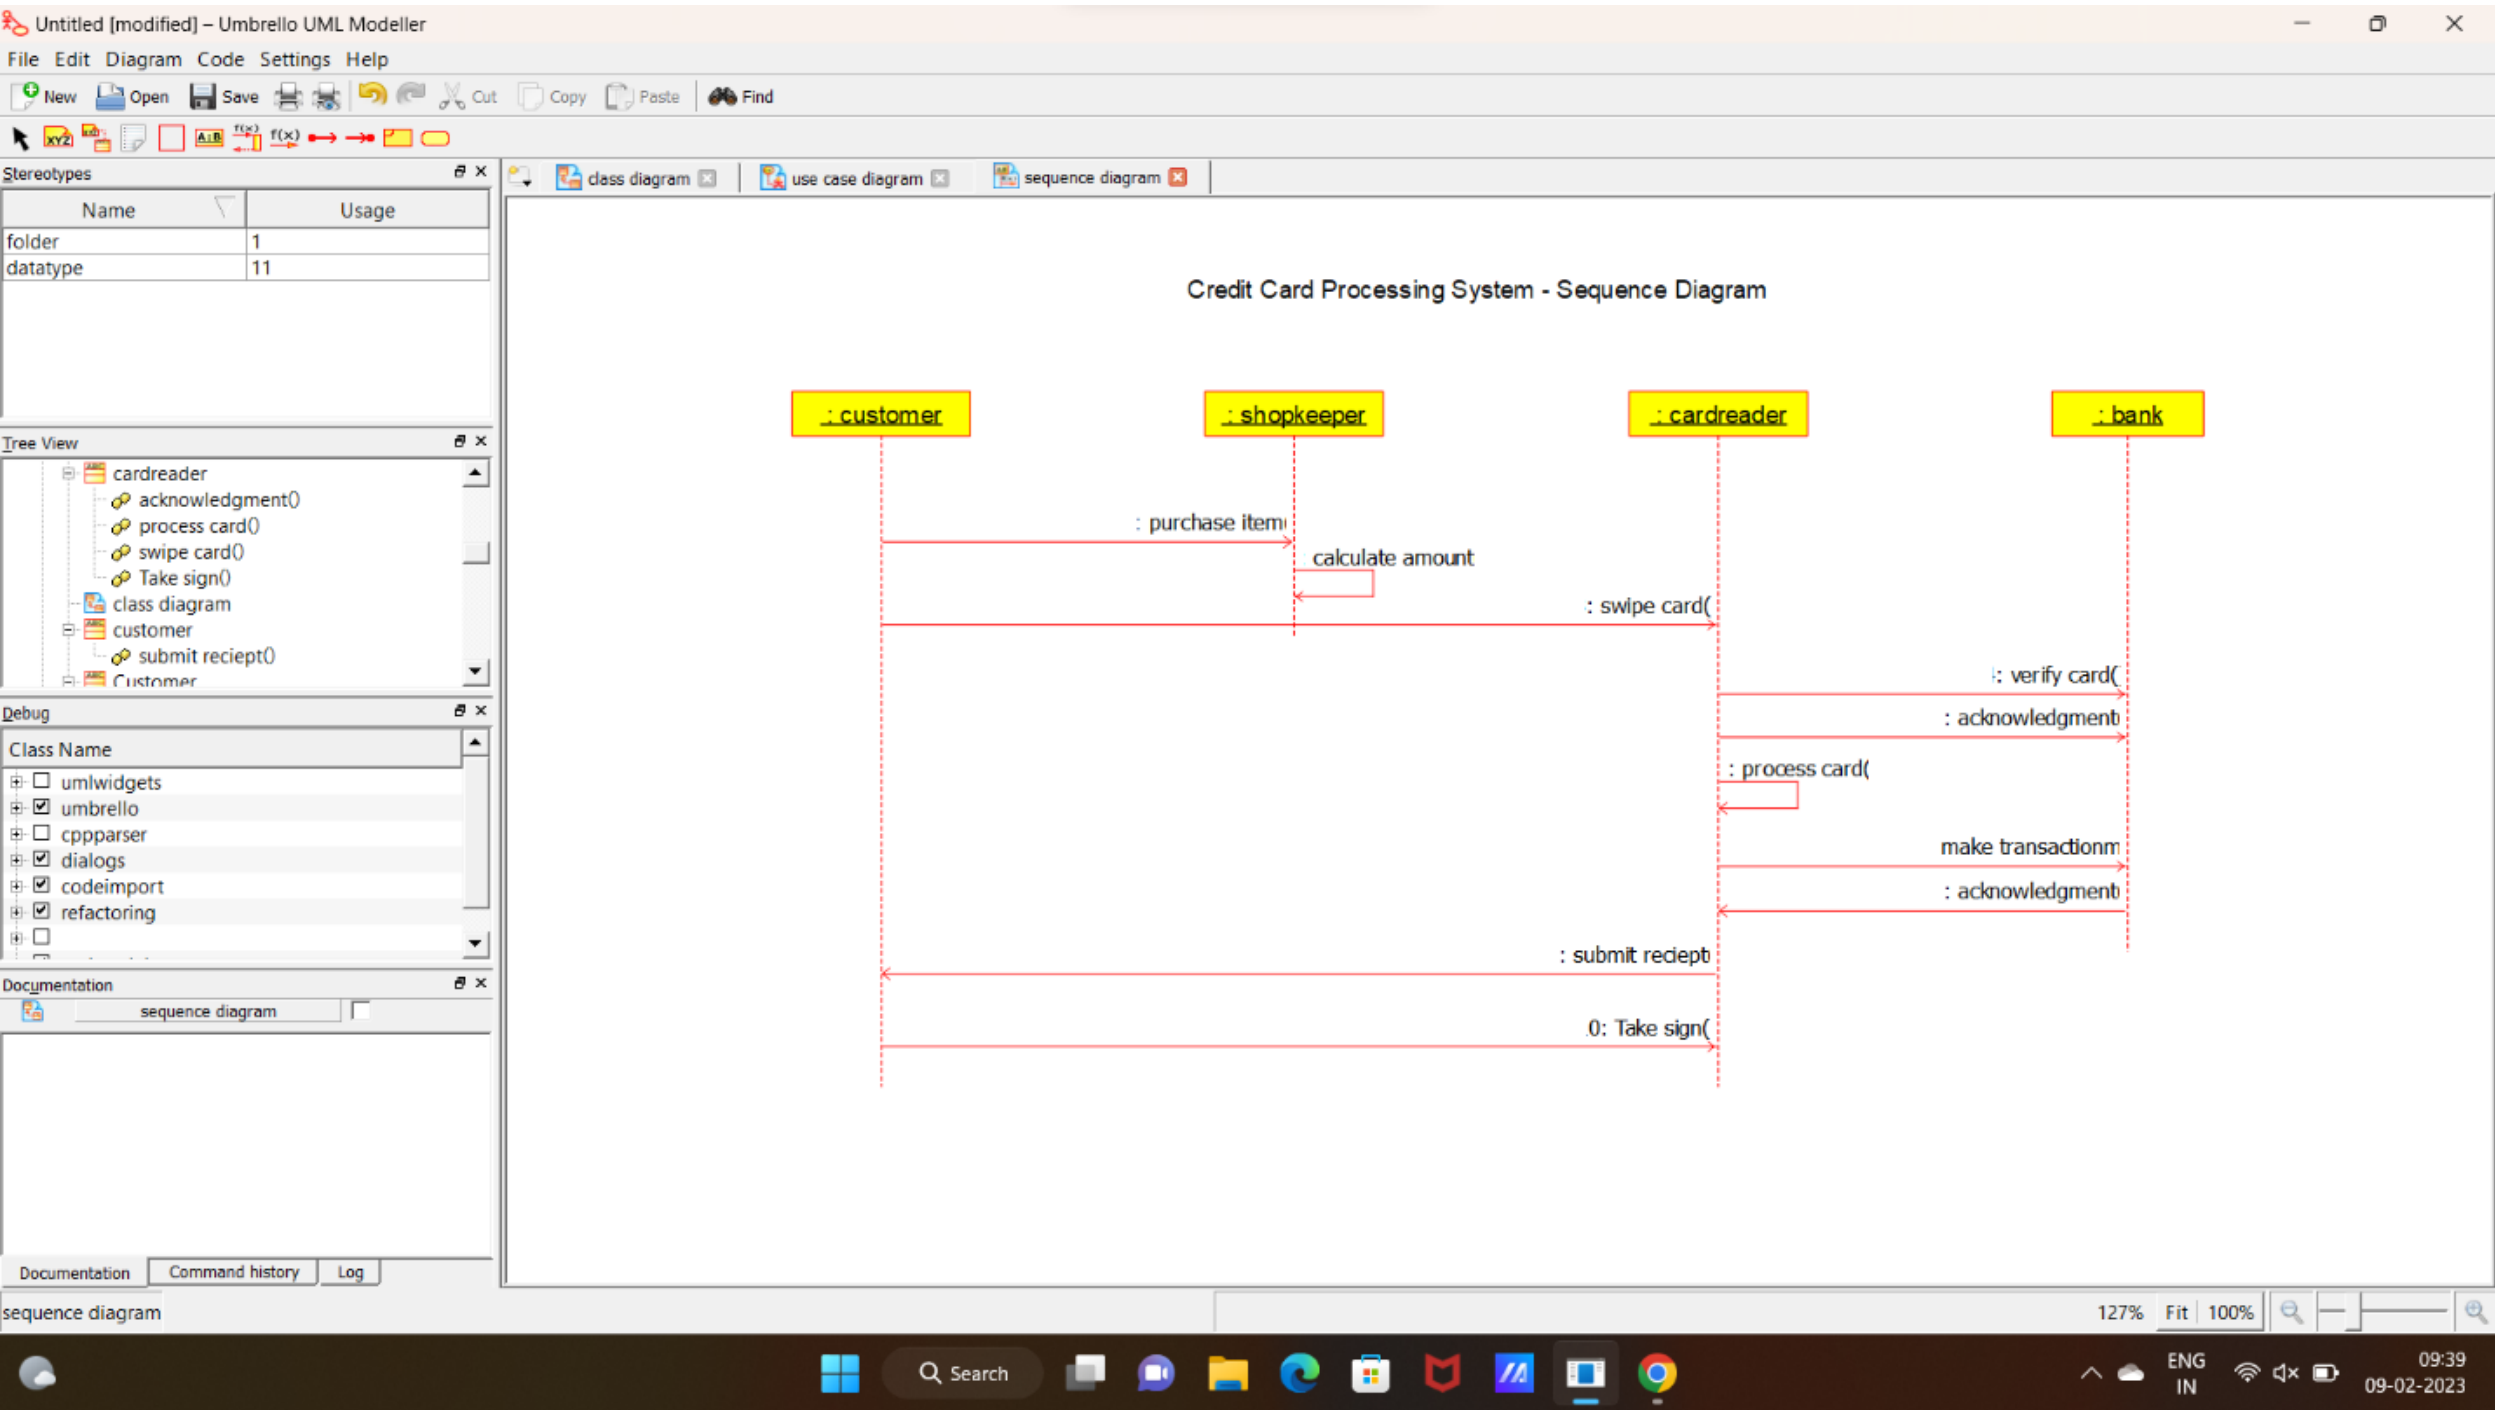 Untitled [modified] – Umbrello UML Modeller
File Edit Diagram Code Settings Help
New Open Save Cut Copy Paste Find
XYZ A:B f(x) f(x)
Stereotypes
Name Usage
folder 1
datatype 11
Tree View
cardreader
acknowledgment()
process card()
swipe card()
Take sign()
class diagram
customer
submit reciept()
Customer
Debug
Class Name
umlwidgets
umbrello
cppparser
dialogs
codeimport
refactoring
Documentation
sequence diagram
Documentation Command history Log
sequence diagram
class diagram use case diagram sequence diagram
Credit Card Processing System - Sequence Diagram
: customer : shopkeeper : cardreader : bank
: purchase item(
calculate amount
: swipe card(
: verify card(
: acknowledgment(
: process card(
make transactionm
: acknowledgment(
: submit reciept(
0: Take sign(
127% Fit 100%
Search
ENG
IN
09:39
09-02-2023